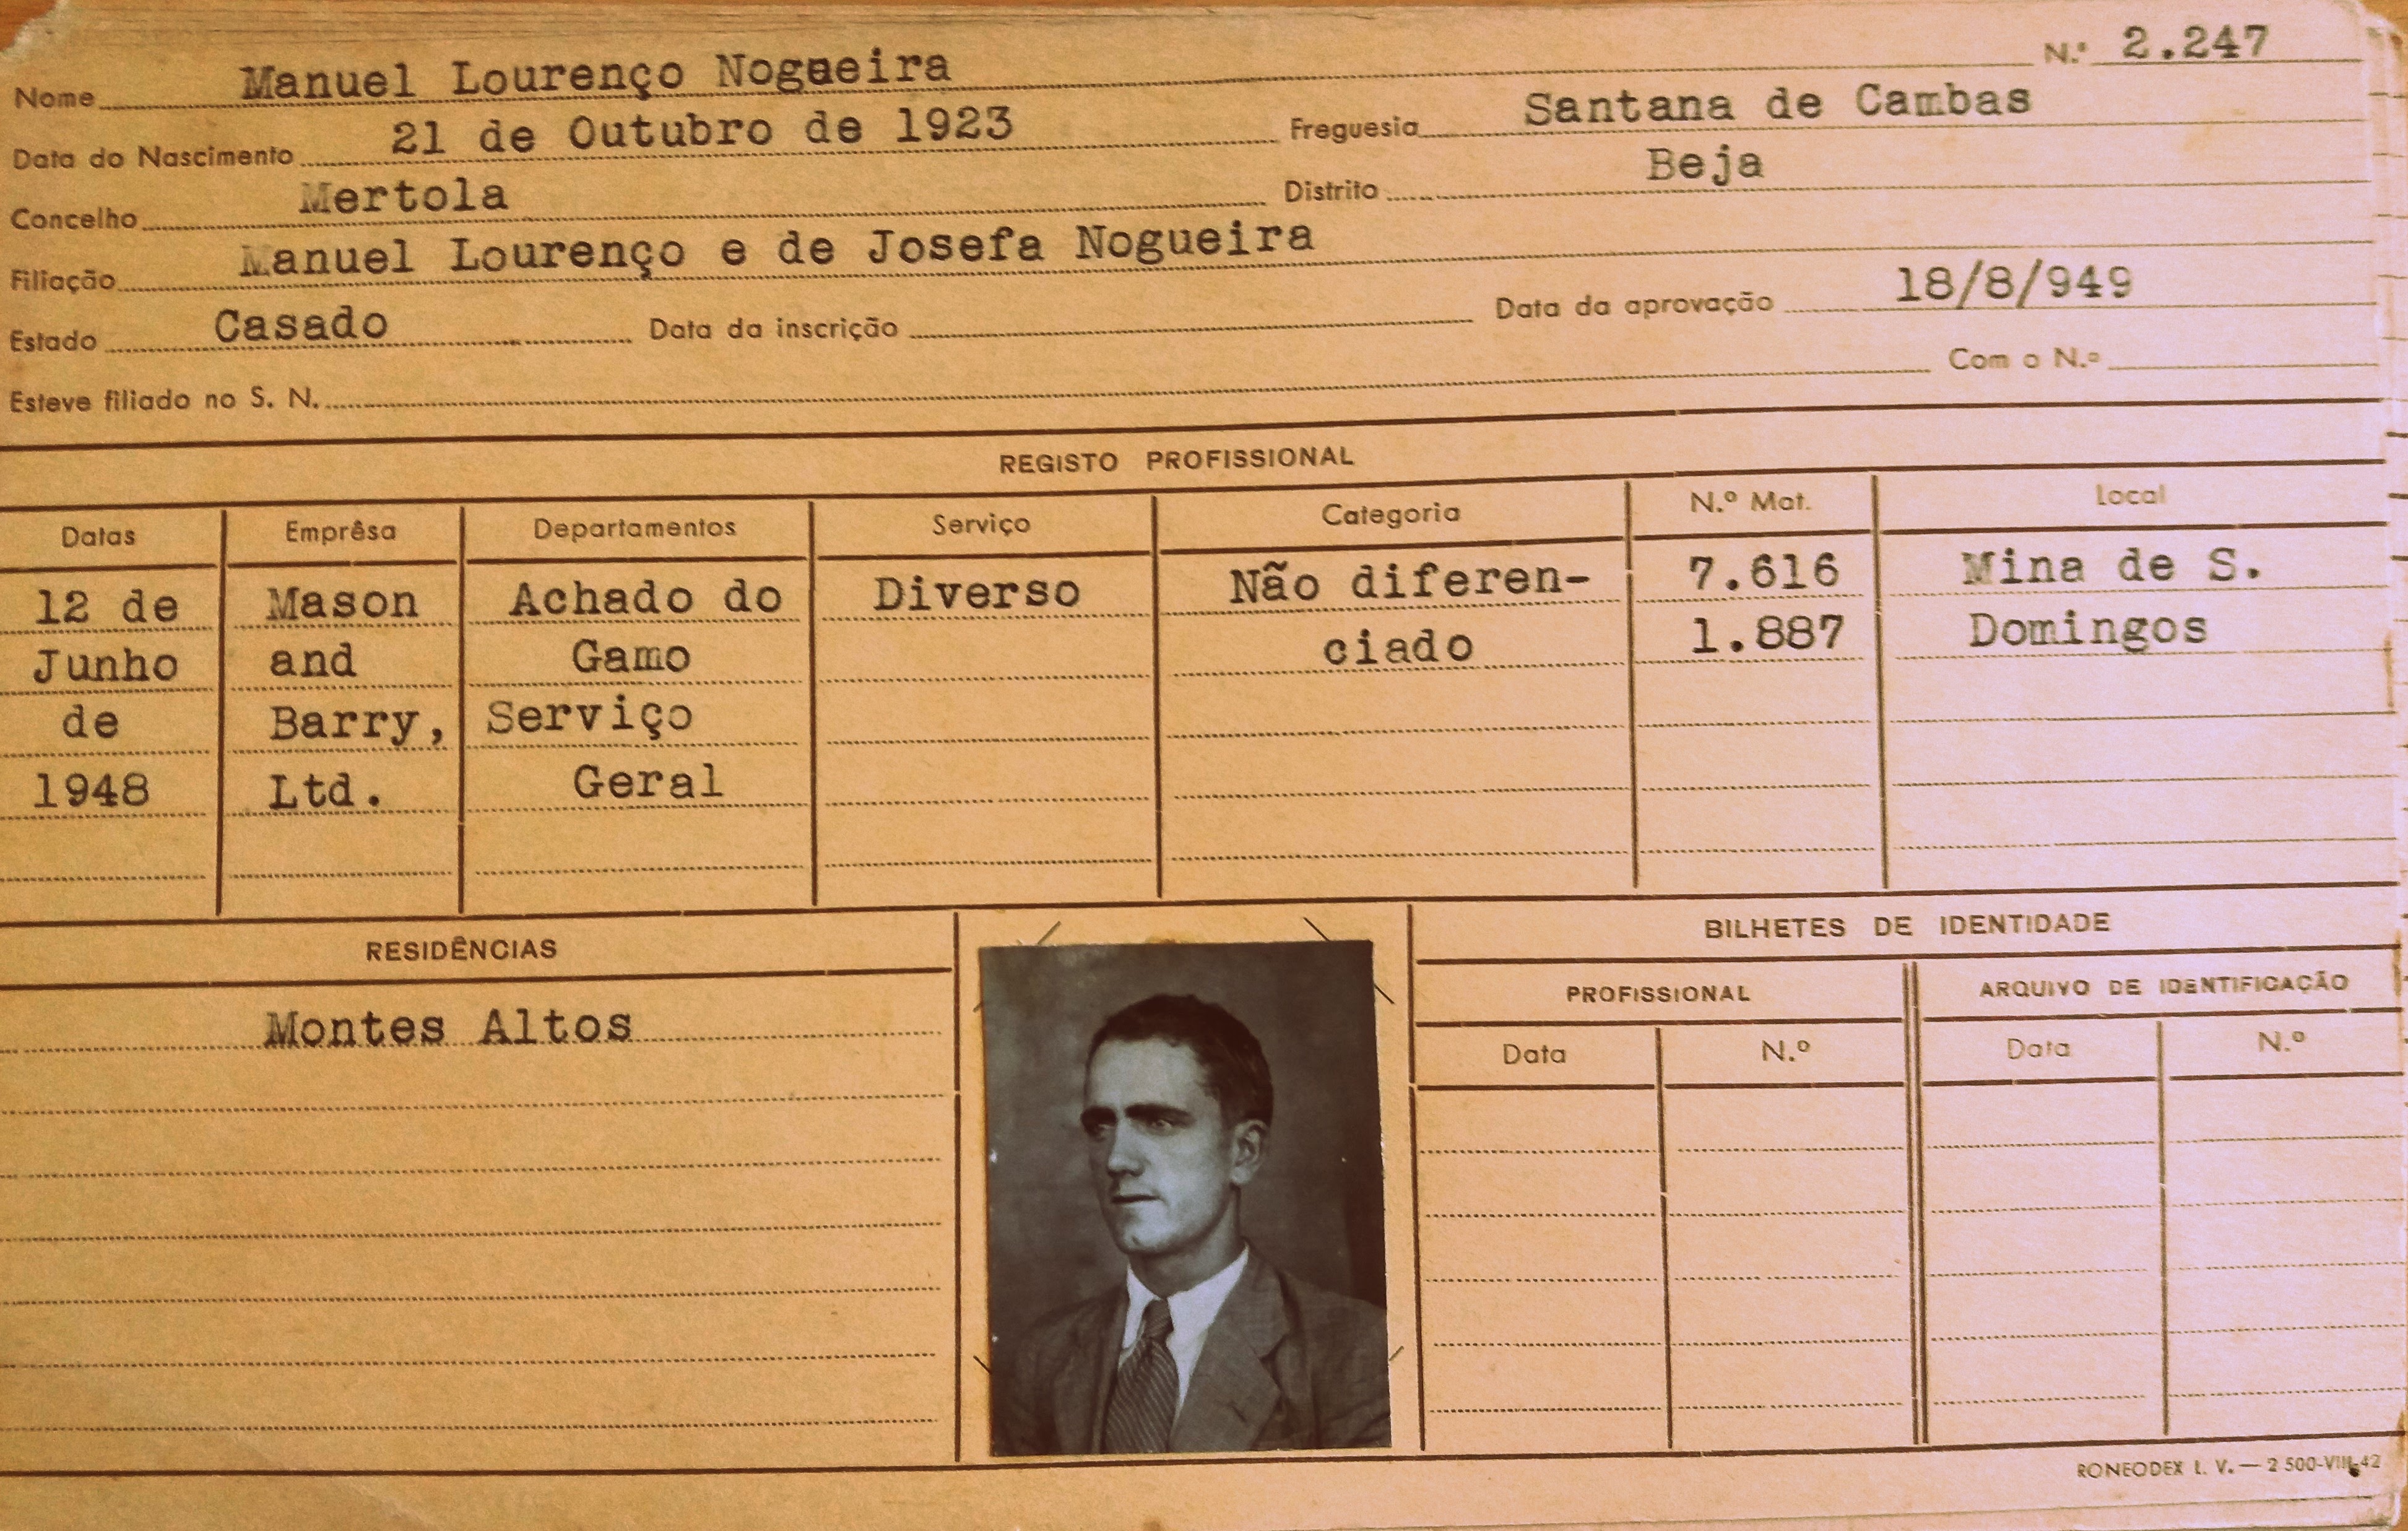 Nome Manuel Lourenço Nogueira N.º 2.247
Data do Nascimento 21 de Outubro de 1923 Freguesia Santana de Cambas
Concelho Mertola Distrito Beja
Filiação Manuel Lourenço e de Josefa Nogueira
Estado Casado Data da inscrição Data da aprovação 18/8/949
Esteve filiado no S. N. Com o N.º
REGISTO PROFISSIONAL
Datas Emprêsa Departamentos Serviço Categoria N.º Mat. Local
12 de Mason Achado do Diverso Não diferen- 7.616 Mina de S.
Junho and Gamo ciado 1.887 Domingos
de Barry, Serviço
1948 Ltd. Geral
RESIDÊNCIAS BILHETES DE IDENTIDADE
PROFISSIONAL ARQUIVO DE IDENTIFICAÇÃO
Montes Altos Data N.º Data N.º
RONEODEX L. V. — 2 500-VIII-42